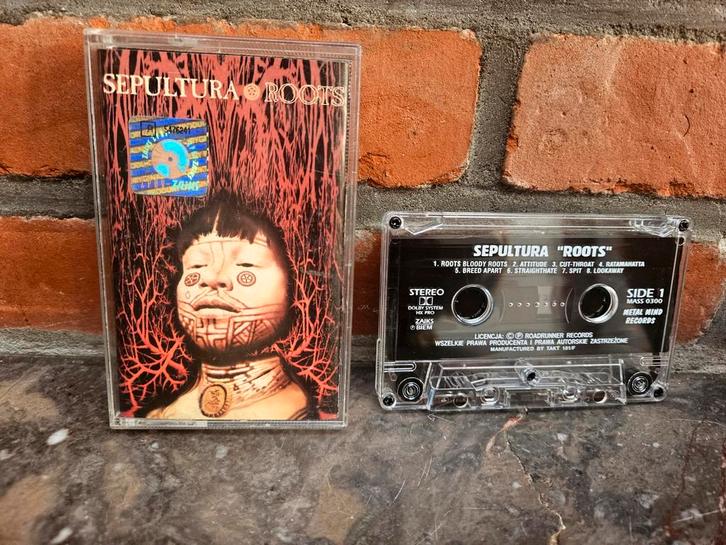 SEPULTURA ROOTS
ZAIKS
SEPULTURA "ROOTS"
1. ROOTS BLOODY ROOTS 2. ATTITUDE 3. CUT-THROAT 4. RATAMAHATTA
5. BREED APART 6. STRAIGHTHATE 7. SPIT 8. LOOKAWAY
STEREO
DOLBY SYSTEM
HX PRO
ZAIKS
BIEM
SIDE 1
MASS 0300
METAL MIND
RECORDS
LICENCJA: © ℗ ROADRUNNER RECORDS
WSZELKIE PRAWA PRODUCENTA I PRAWA AUTORSKIE ZASTRZEŻONE
MANUFACTURED BY TAKT 181/F